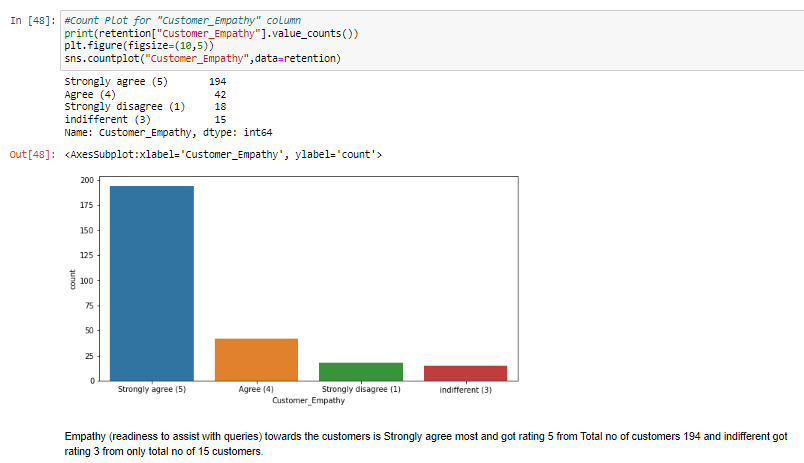 In [48]: #Count Plot for "Customer_Empathy" column
print(retention["Customer_Empathy"].value_counts())
plt.figure(figsize=(10,5))
sns.countplot("Customer_Empathy",data=retention)
Strongly agree (5) 194
Agree (4) 42
Strongly disagree (1) 18
indifferent (3) 15
Name: Customer_Empathy, dtype: int64
Out[48]: <AxesSubplot:xlabel='Customer_Empathy', ylabel='count'>
200
175
150
125
100
75
50
25
0
count
Strongly agree (5) Agree (4) Strongly disagree (1) indifferent (3)
Customer_Empathy
Empathy (readiness to assist with queries) towards the customers is Strongly agree most and got rating 5 from Total no of customers 194 and indifferent got
rating 3 from only total no of 15 customers.